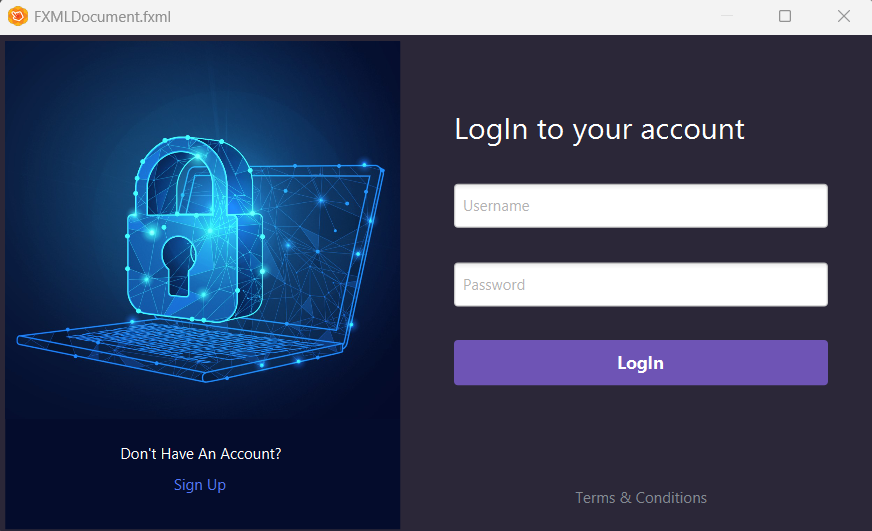 FXMLDocument.fxml
LogIn to your account
Username
Password
LogIn
Don't Have An Account?
Sign Up
Terms & Conditions